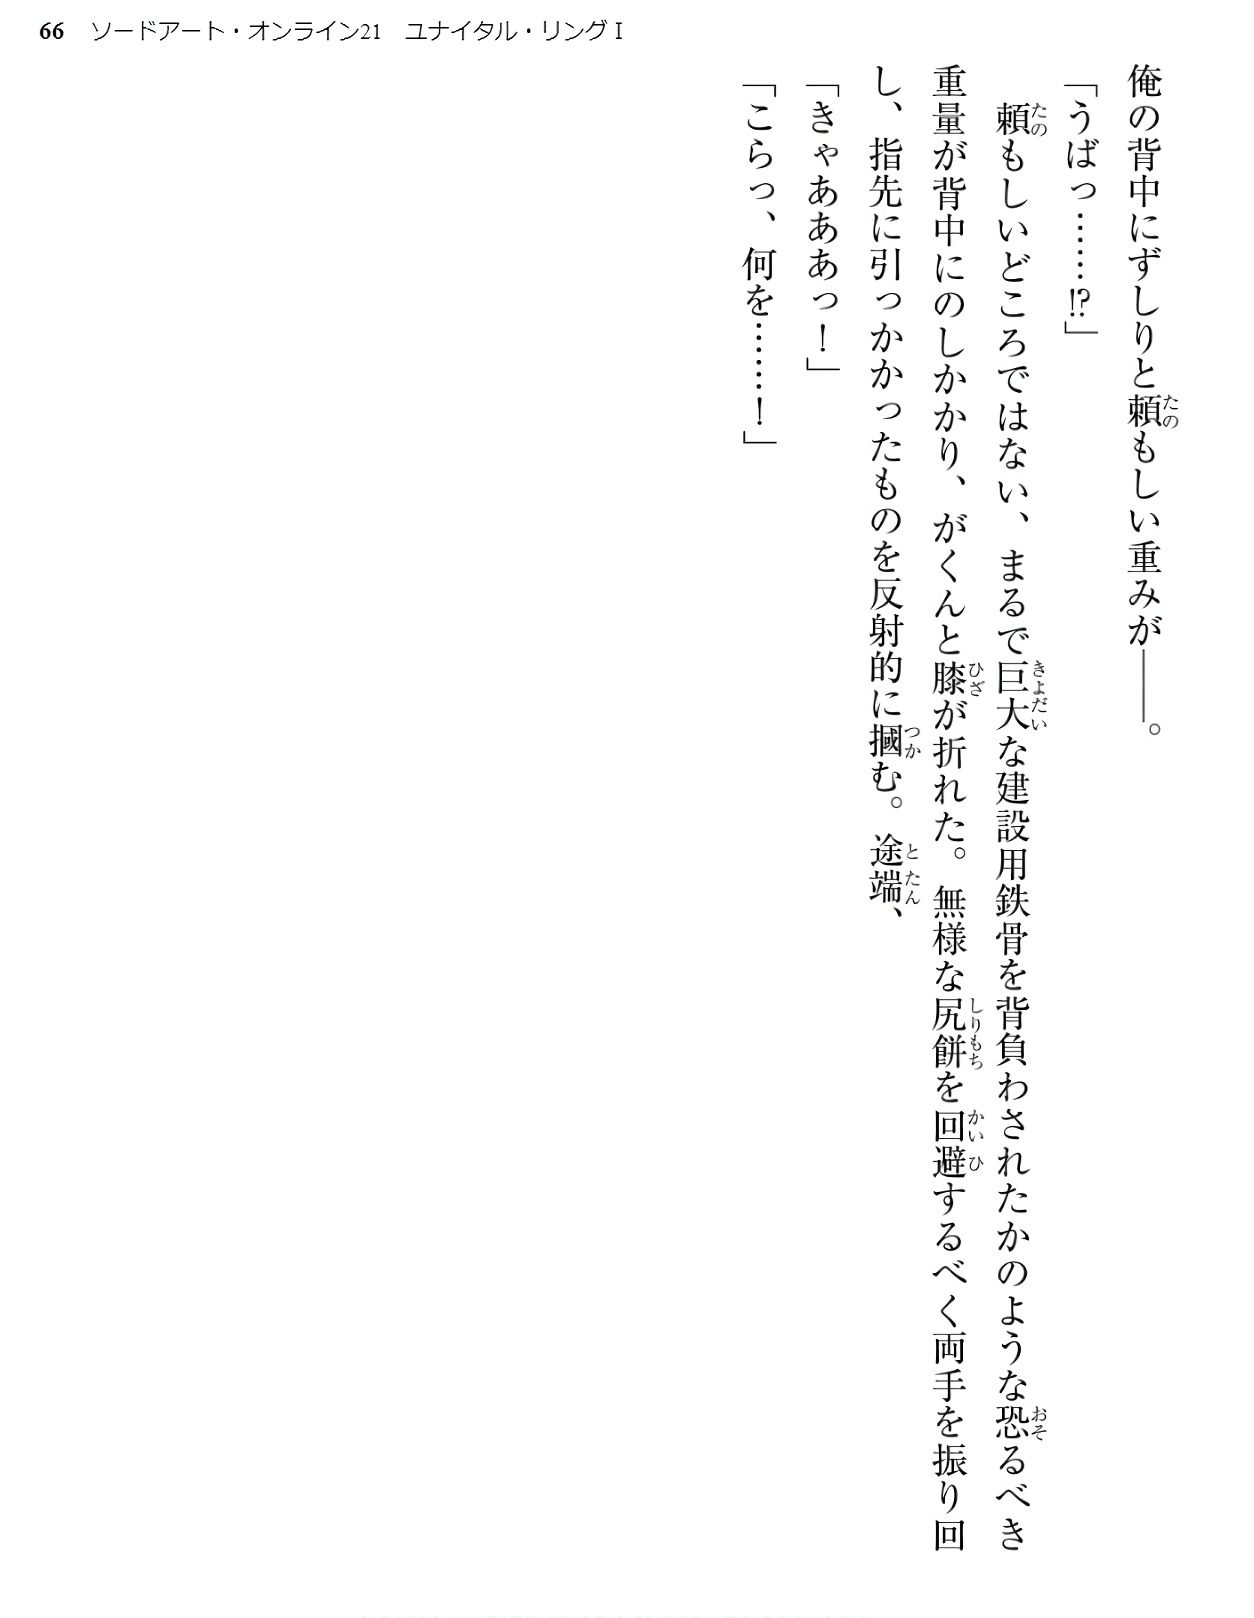 66 ソードアート・オンライン21 ユナイタル・リングⅠ
俺の背中にずしりと頼もしい重みが――。
「うばっ……!?」
頼もしいどころではない、まるで巨大な建設用鉄骨を背負わされたかのような恐るべき
重量が背中にのしかかり、がくんと膝が折れた。無様な尻餅を回避するべく両手を振り回
し、指先に引っかかったものを反射的に摑む。途端、
「きゃあああっ！」
「こらっ、何を……！」